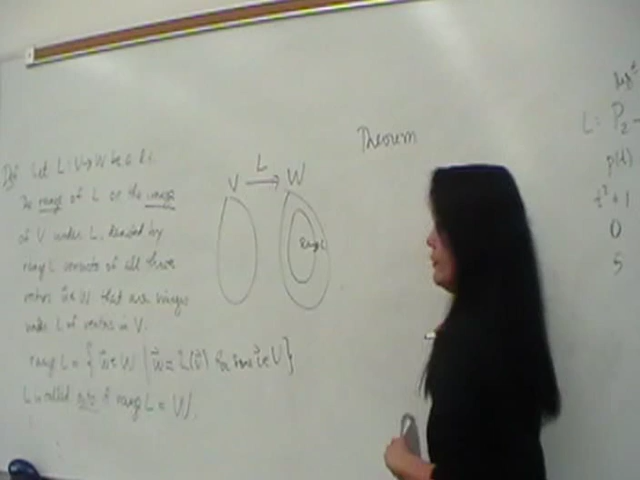 Def Let L: V→W be a l.t.
The range of L or the image
of V under L, denoted by
range L consists of all those
vectors w⃗ ∈ W that are images
under L of vectors in V.
range L = { w⃗ ∈ W | w⃗ = L(v⃗) for some v⃗ ∈ V }
L is called onto if range L = W.
L
V → W
Range L
Theorem
L: P₂ →
p(t)
t² + 1
0
5